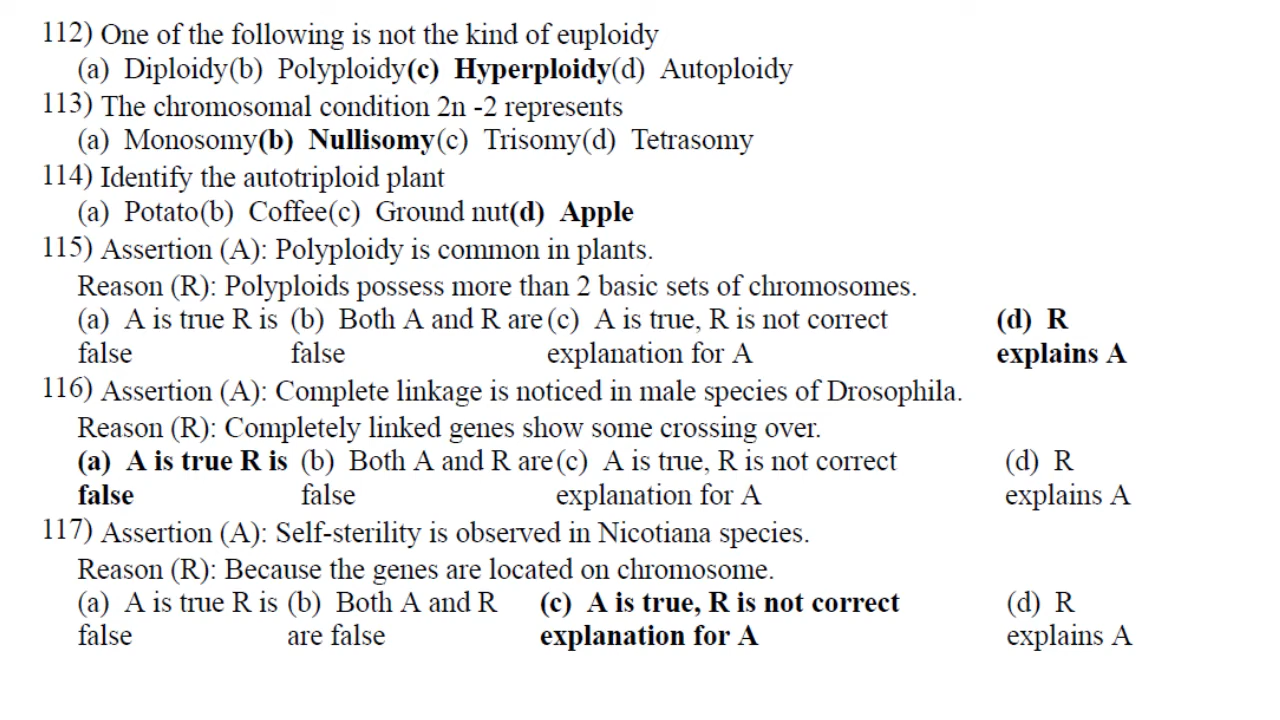 112) One of the following is not the kind of euploidy
(a) Diploidy(b) Polyploidy(c) Hyperploidy(d) Autoploidy
113) The chromosomal condition 2n -2 represents
(a) Monosomy(b) Nullisomy(c) Trisomy(d) Tetrasomy
114) Identify the autotriploid plant
(a) Potato(b) Coffee(c) Ground nut(d) Apple
115) Assertion (A): Polyploidy is common in plants.
Reason (R): Polyploids possess more than 2 basic sets of chromosomes.
(a) A is true R is (b) Both A and R are (c) A is true, R is not correct (d) R
false false explanation for A explains A
116) Assertion (A): Complete linkage is noticed in male species of Drosophila.
Reason (R): Completely linked genes show some crossing over.
(a) A is true R is (b) Both A and R are (c) A is true, R is not correct (d) R
false false explanation for A explains A
117) Assertion (A): Self-sterility is observed in Nicotiana species.
Reason (R): Because the genes are located on chromosome.
(a) A is true R is (b) Both A and R (c) A is true, R is not correct (d) R
false are false explanation for A explains A